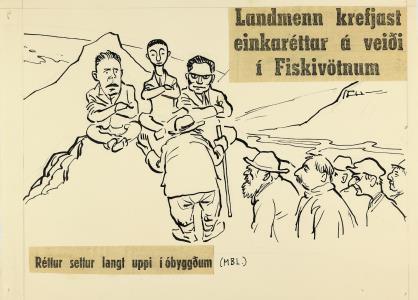 Landmenn krefjast
einkaréttar á veiði
í Fiskivötnum
Réttur settur langt uppi í óbyggðum (MBL.)